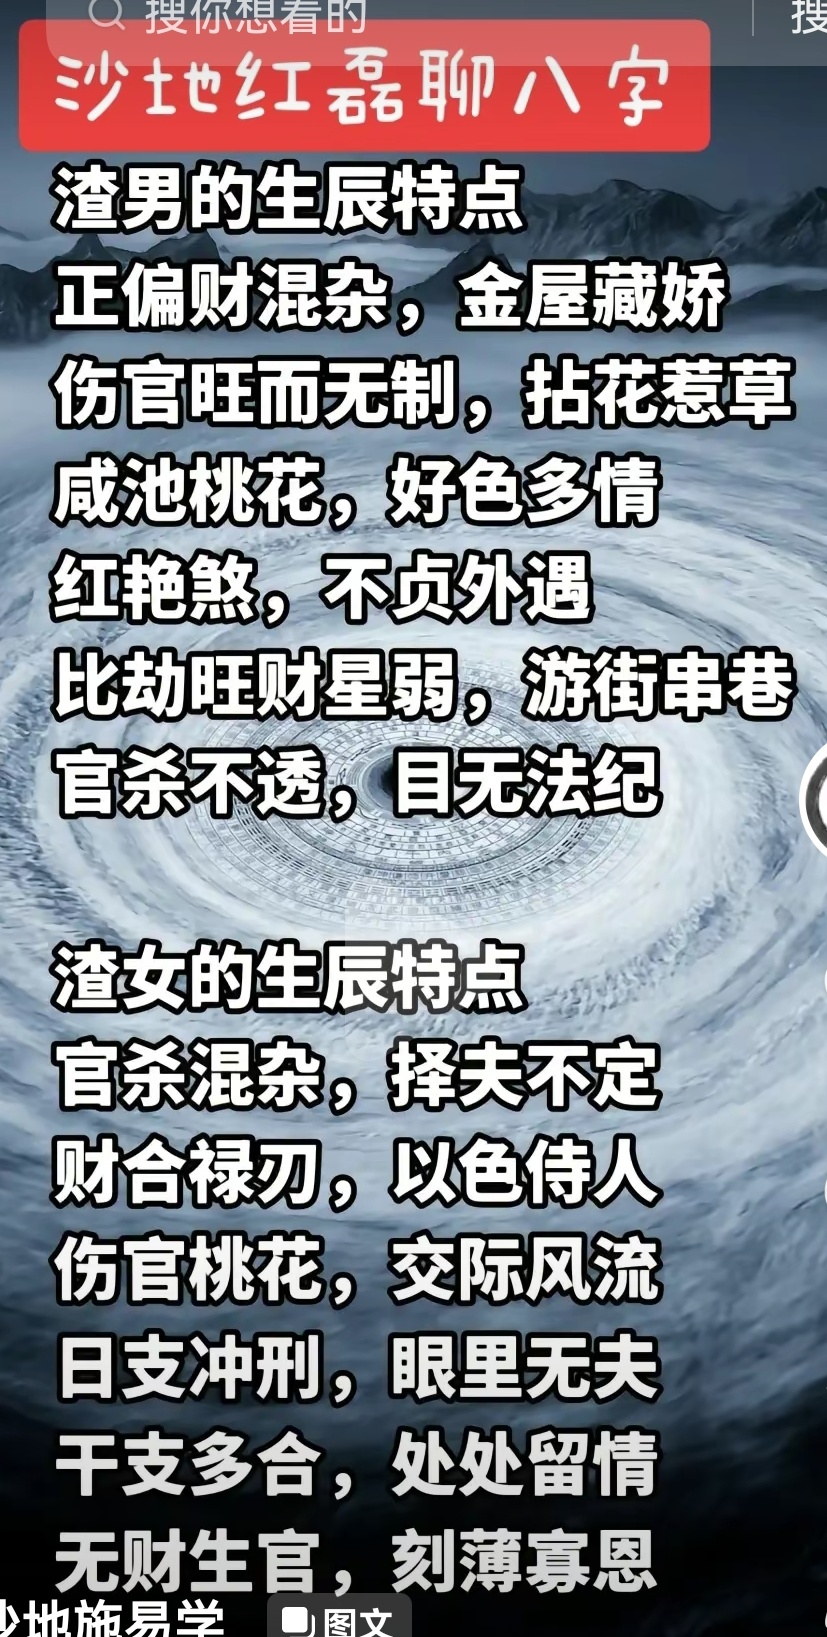 搜你想看的
搜
沙地红磊聊八字
渣男的生辰特点
正偏财混杂，金屋藏娇
伤官旺而无制，拈花惹草
咸池桃花，好色多情
红艳煞，不贞外遇
比劫旺财星弱，游街串巷
官杀不透，目无法纪
渣女的生辰特点
官杀混杂，择夫不定
财合禄刃，以色侍人
伤官桃花，交际风流
日支冲刑，眼里无夫
干支多合，处处留情
无财生官，刻薄寡恩
沙地施易学
图文